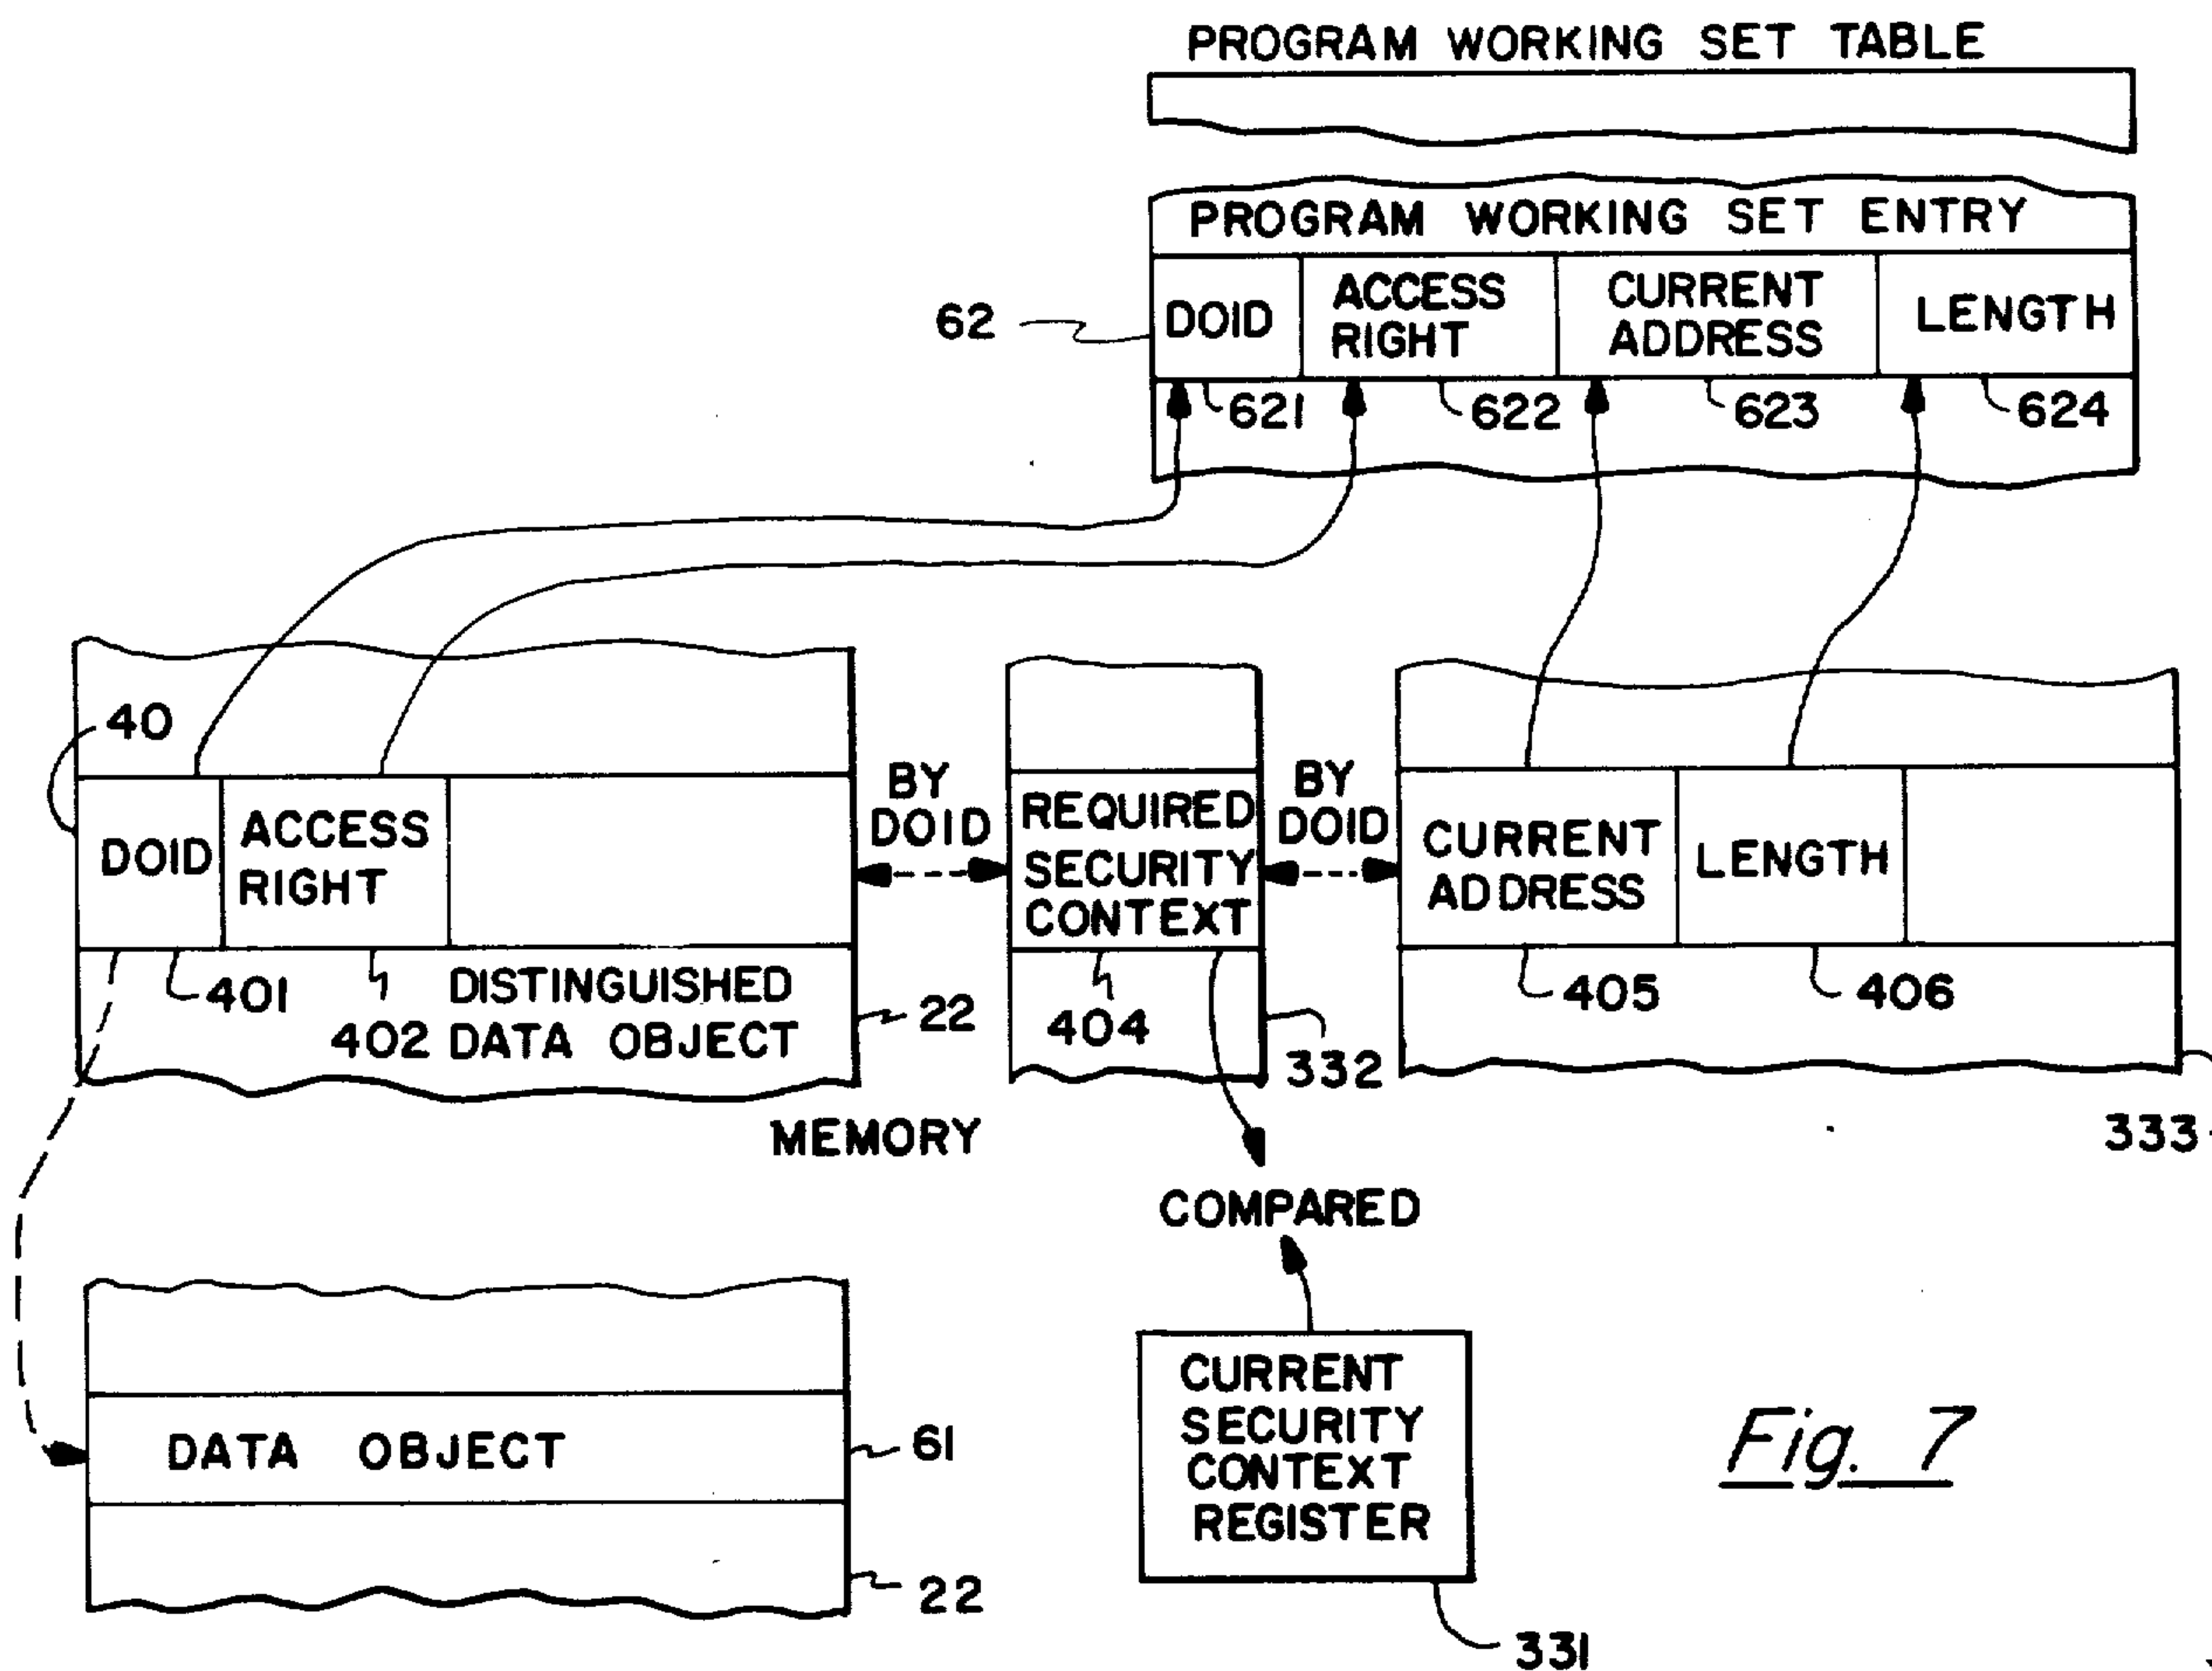 PROGRAM WORKING SET TABLE
PROGRAM WORKING SET ENTRY
62
DOID
ACCESS
RIGHT
CURRENT
ADDRESS
LENGTH
621
622
623
624
40
DOID
ACCESS
RIGHT
BY
DOID
REQUIRED
SECURITY
CONTEXT
BY
DOID
CURRENT
ADDRESS
LENGTH
401
402
DISTINGUISHED
DATA OBJECT
22
404
332
405
406
333
MEMORY
COMPARED
DATA OBJECT
61
22
CURRENT
SECURITY
CONTEXT
REGISTER
331
Fig. 7